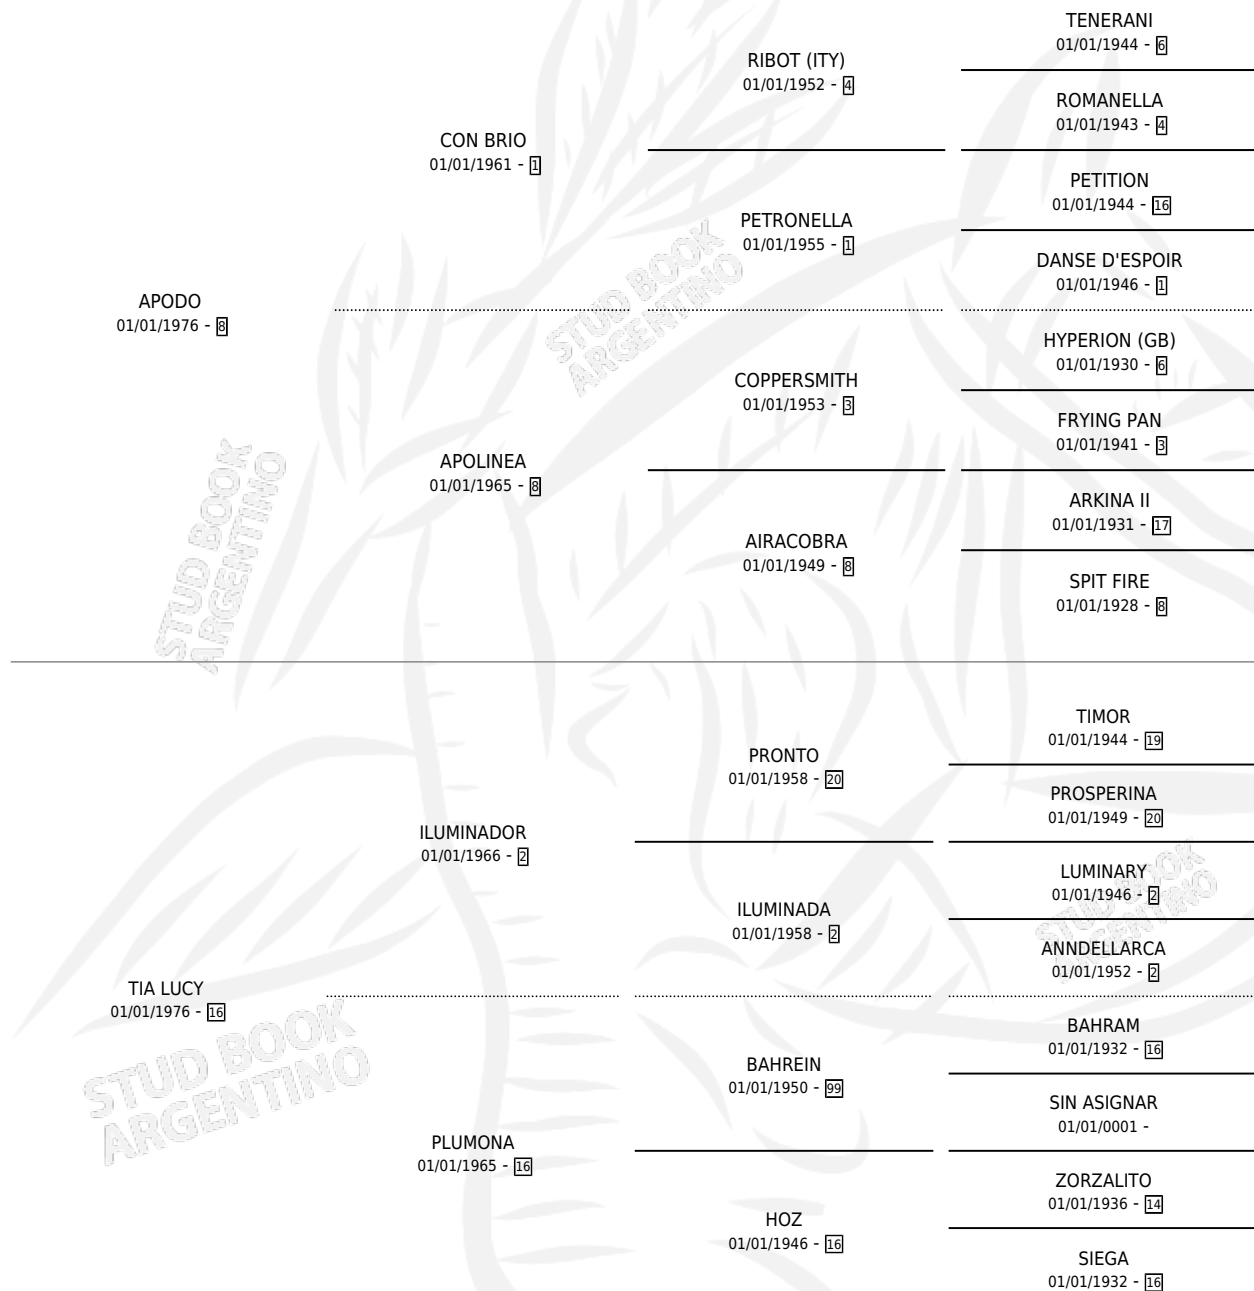 TENERANI
01/01/1944 - 6
RIBOT (ITY)
01/01/1952 - 4
ROMANELLA
01/01/1943 - 4
CON BRIO
01/01/1961 - 1
PETITION
01/01/1944 - 16
PETRONELLA
01/01/1955 - 1
DANSE D'ESPOIR
01/01/1946 - 1
APODO
01/01/1976 - 8
HYPERION (GB)
01/01/1930 - 6
COPPERSMITH
01/01/1953 - 3
FRYING PAN
01/01/1941 - 3
APOLINEA
01/01/1965 - 8
ARKINA II
01/01/1931 - 17
AIRACOBRA
01/01/1949 - 8
SPIT FIRE
01/01/1928 - 8
STUD BOOK
ARGENTINO
STUD BOOK
ARGENTINO
TIMOR
01/01/1944 - 19
PRONTO
01/01/1958 - 20
PROSPERINA
01/01/1949 - 20
ILUMINADOR
01/01/1966 - 2
LUMINARY
01/01/1946 - 2
ILUMINADA
01/01/1958 - 2
ANNDELLARCA
01/01/1952 - 2
TIA LUCY
01/01/1976 - 16
BAHRAM
01/01/1932 - 16
BAHREIN
01/01/1950 - 99
SIN ASIGNAR
01/01/0001 -
PLUMONA
01/01/1965 - 16
ZORZALITO
01/01/1936 - 14
HOZ
01/01/1946 - 16
SIEGA
01/01/1932 - 16
STUD BOOK
ARGENTINO
STUD BOOK
ARGENTINO